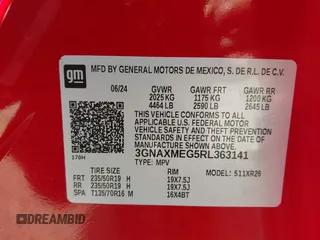 gm
MFD BY GENERAL MOTORS DE MEXICO, S. DE R.L. DE C.V.
06/24 GVWR GAWR FRT GAWR RR
2025 KG 1175 KG 1200 KG
4464 LB 2590 LB 2645 LB
THIS VEHICLE CONFORMS TO ALL
APPLICABLE U.S. FEDERAL MOTOR
VEHICLE SAFETY AND THEFT PREVENTION
STANDARDS IN EFFECT ON THE DATE OF
MANUFACTURE SHOWN ABOVE.
170H 3GNAXMEG5RL363141
TYPE: MPV
MODEL: 511XR26
TIRE SIZE RIM
FRT 235/50R19 H 19X7.5J
RR 235/50R19 H 19X7.5J
SPA T135/70R16 M 16X4BT
DREAMBID